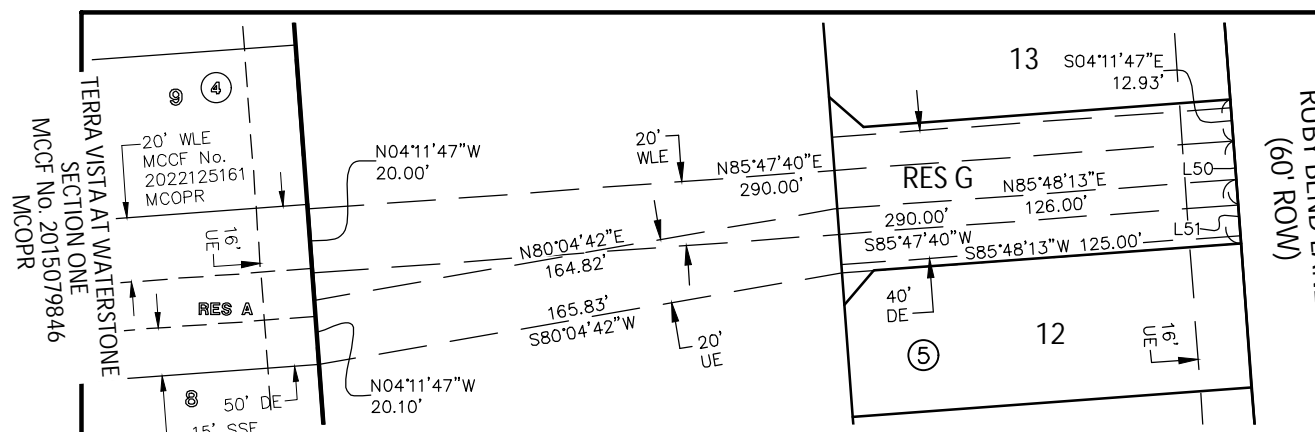 TERRA VISTA AT WATERSTONE
SECTION ONE
MCCF No. 2015079846
MCOPR
9
4
20' WLE
MCCF No.
2022125161
MCOPR
16'
UE
RES A
8
50' DE
15' SSE
N04°11'47"W
20.00'
N04°11'47"W
20.10'
20'
WLE
N85°47'40"E
290.00'
N80°04'42"E
164.82'
165.83'
S80°04'42"W
20'
UE
13
S04°11'47"E
12.93'
RES G
N85°48'13"E
126.00'
290.00'
S85°47'40"W
S85°48'13"W 125.00'
L50
L51
40'
DE
5
12
16'
UE
RUBY BEND
(60' ROW)